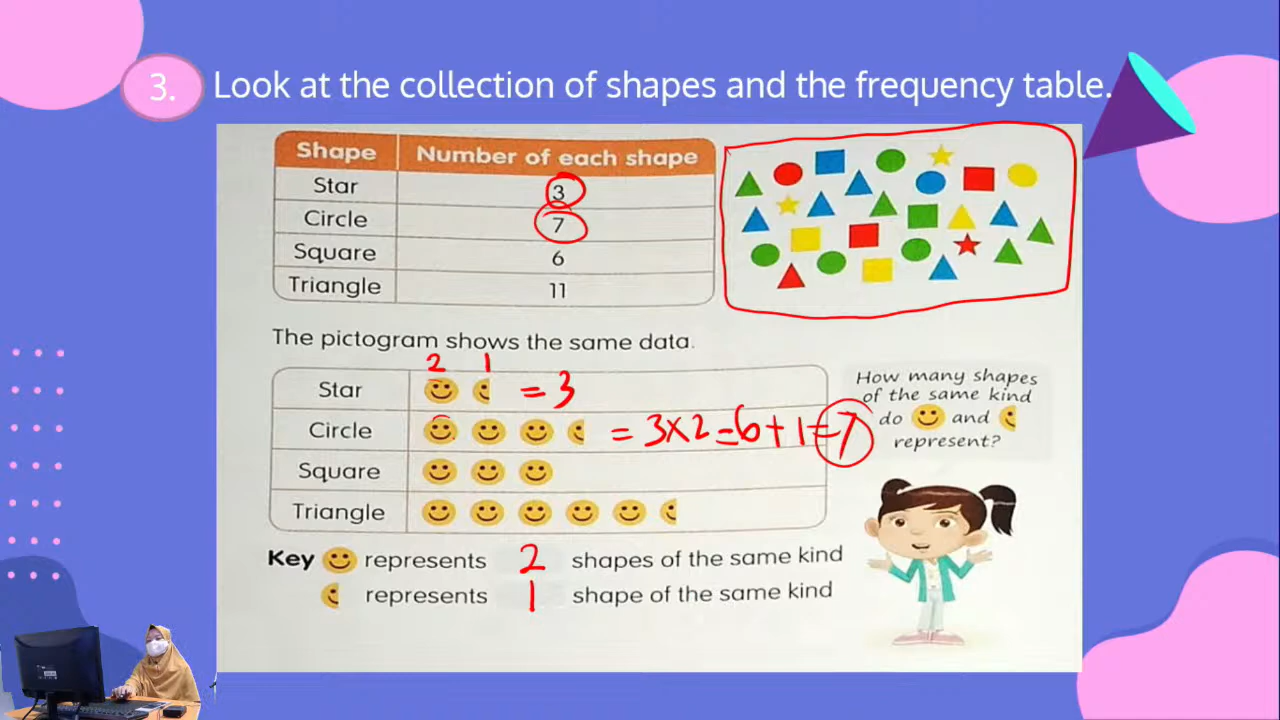 3. Look at the collection of shapes and the frequency table.
Shape Number of each shape
Star 3
Circle 7
Square 6
Triangle 11
The pictogram shows the same data.
2 1
Star = 3
Circle = 3x2=6+1=7
Square
Triangle
How many shapes
of the same kind
do and
represent?
Key represents 2 shapes of the same kind
represents 1 shape of the same kind